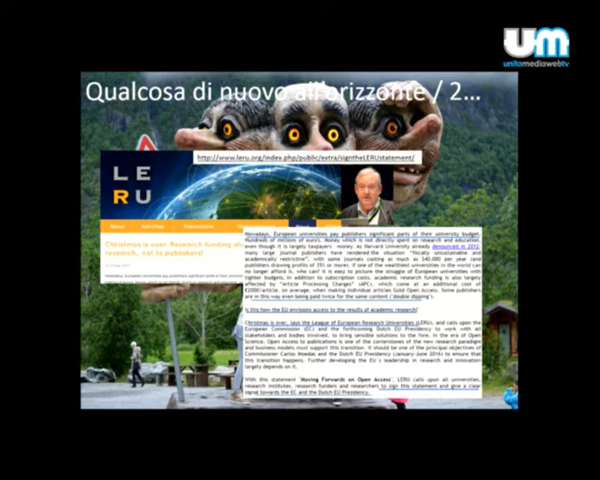 um
unitomediawebtv
Qualcosa di nuovo all'orizzonte / 2...
http://www.leru.org/index.php/public/extra/signtheLERUstatement/
LE
RU
About
Activities
Publications
Christmas is over. Research funding sh
research, not to publishers!
Nowadays, European universities pay publishers significant parts of their university budget.
Hundreds of millions of euro's. Money which is not directly spent on research and education,
even though it is largely taxpayers' money. As Harvard University already denounced in 2012,
many large journal publishers have rendered the situation "fiscally unsustainable and
academically restrictive", with some journals costing as much as $40,000 per year (and
publishers drawing profits of 35% or more). If one of the wealthiest universities in the world can
no longer afford it, who can? It is easy to picture the struggle of European universities with
tighter budgets. In addition to subscription costs, academic research funding is also largely
affected by "Article Processing Charges" (APC), which come at an additional cost of
€2000/article, on average, when making individual articles Gold Open Access. Some publishers
are in this way even being paid twice for the same content ("double dipping").
Is this how the EU envisions access to the results of academic research?
Christmas is over, says the League of European Research Universities (LERU), and calls upon the
European Commission (EC) and the forthcoming Dutch EU Presidency to work with all
stakeholders and bodies involved, to bring sensible solutions to the fore. In the era of Open
Science, Open Access to publications is one of the cornerstones of the new research paradigm
and business models must support this transition. It should be one of the principal objectives of
Commissioner Carlos Moedas and the Dutch EU Presidency (January-June 2016) to ensure that
this transition happens. Further developing the EU's leadership in research and innovation
largely depends on it.
With this statement "Moving Forwards on Open Access", LERU calls upon all universities,
research institutes, research funders and researchers to sign this statement and give a clear
signal towards the EC and the Dutch EU Presidency.